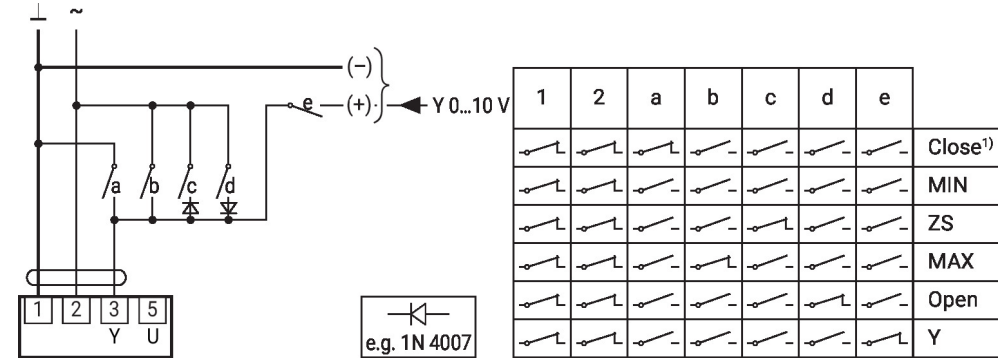 ⊥ ~
(–)
e (+) Y 0...10 V
a b c d
1 2 3 5
Y U
e.g. 1N 4007
1 2 a b c d e
Close¹⁾
MIN
ZS
MAX
Open
Y